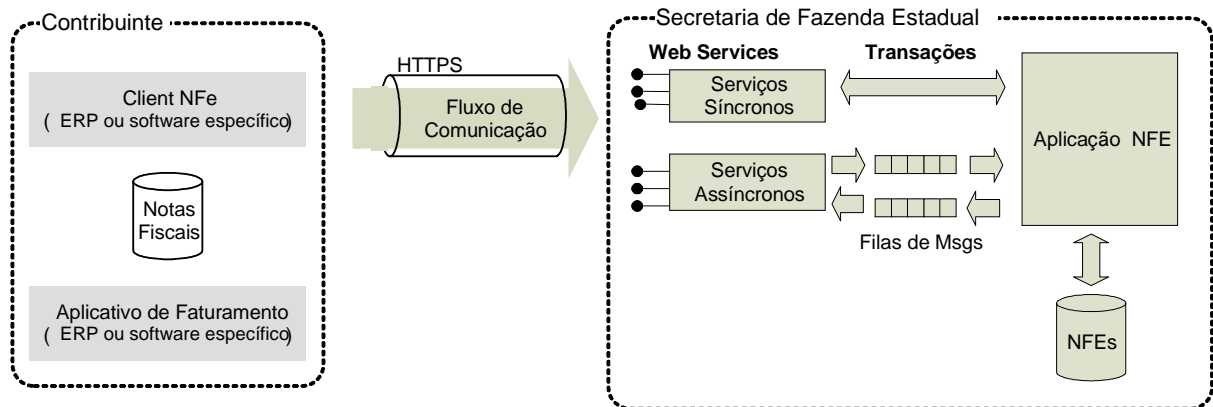 Contribuinte
Client NFe
( ERP ou software específico)
Notas
Fiscais
Aplicativo de Faturamento
( ERP ou software específico)
HTTPS
Fluxo de
Comunicação
Secretaria de Fazenda Estadual
Web Services
Transações
Serviços
Síncronos
Serviços
Assíncronos
Filas de Msgs
Aplicação NFE
NFEs